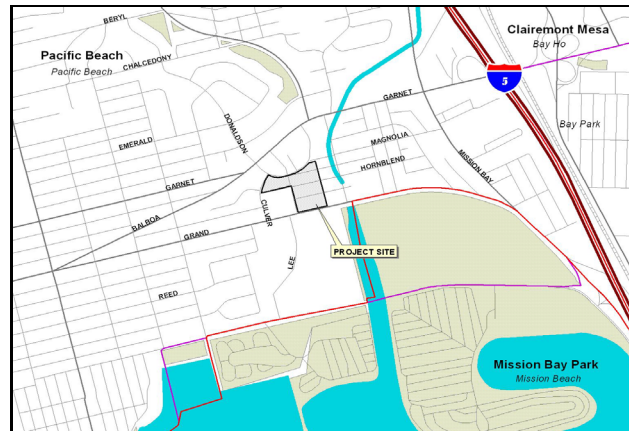 BERYL
Pacific Beach
Pacific Beach
CHALCEDONY
Clairemont Mesa
Bay Ho
5
GARNET
Bay Park
DONALDSON
EMERALD
MAGNOLIA
HORNBLEND
MISSION BAY
GARNET
BALBOA
GRAND
CULVER
LEE
PROJECT SITE
REED
Mission Bay Park
Mission Beach